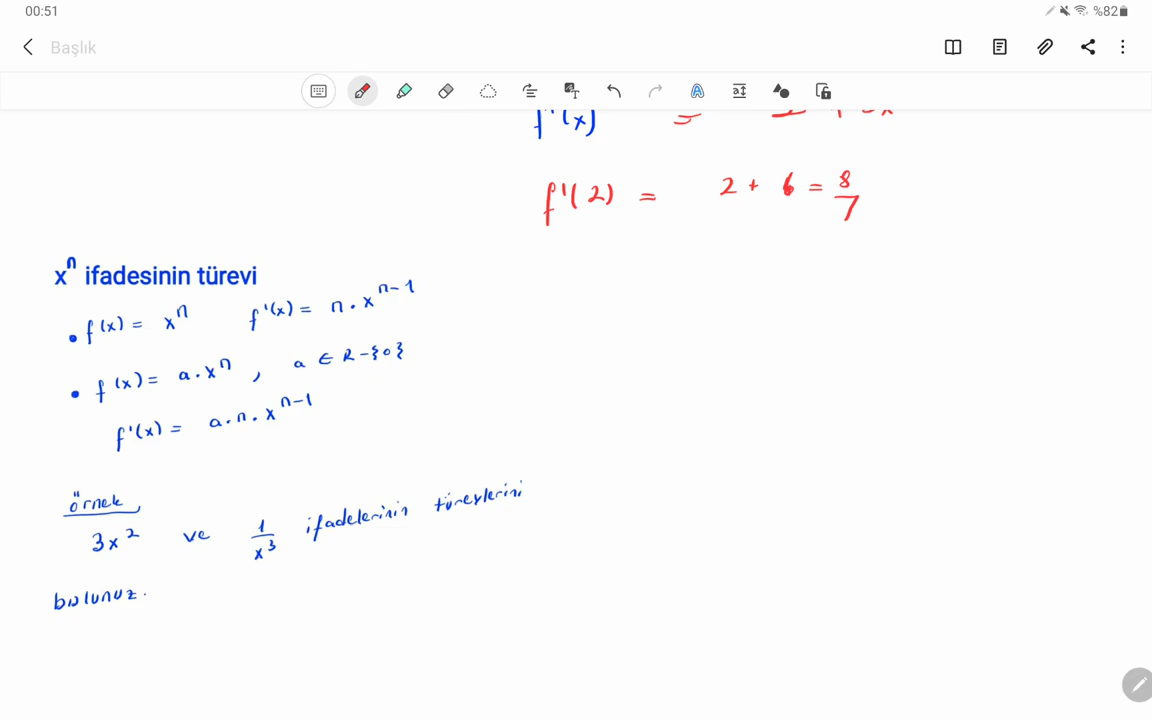 00:51 %82
Başlık
f'(x) =
f'(2) = 2 + 6 = 8/7
xⁿ ifadesinin türevi
• f(x) = xⁿ f'(x) = n · xⁿ⁻¹
• f(x) = a · xⁿ , a ∈ R - {0}
f'(x) = a · n · xⁿ⁻¹
örnek
3x² ve 1/x³ ifadelerinin türevlerini
bulunuz.